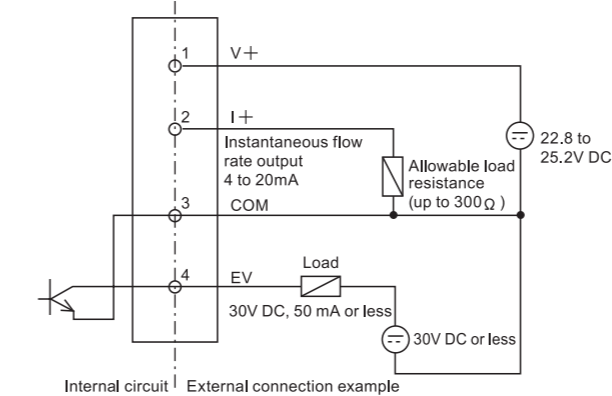 1
V+
2
I+
Instantaneous flow
rate output
4 to 20mA
22.8 to
25.2V DC
Allowable load
resistance
(up to 300Ω)
3
COM
4
EV
Load
30V DC, 50 mA or less
30V DC or less
Internal circuit
External connection example